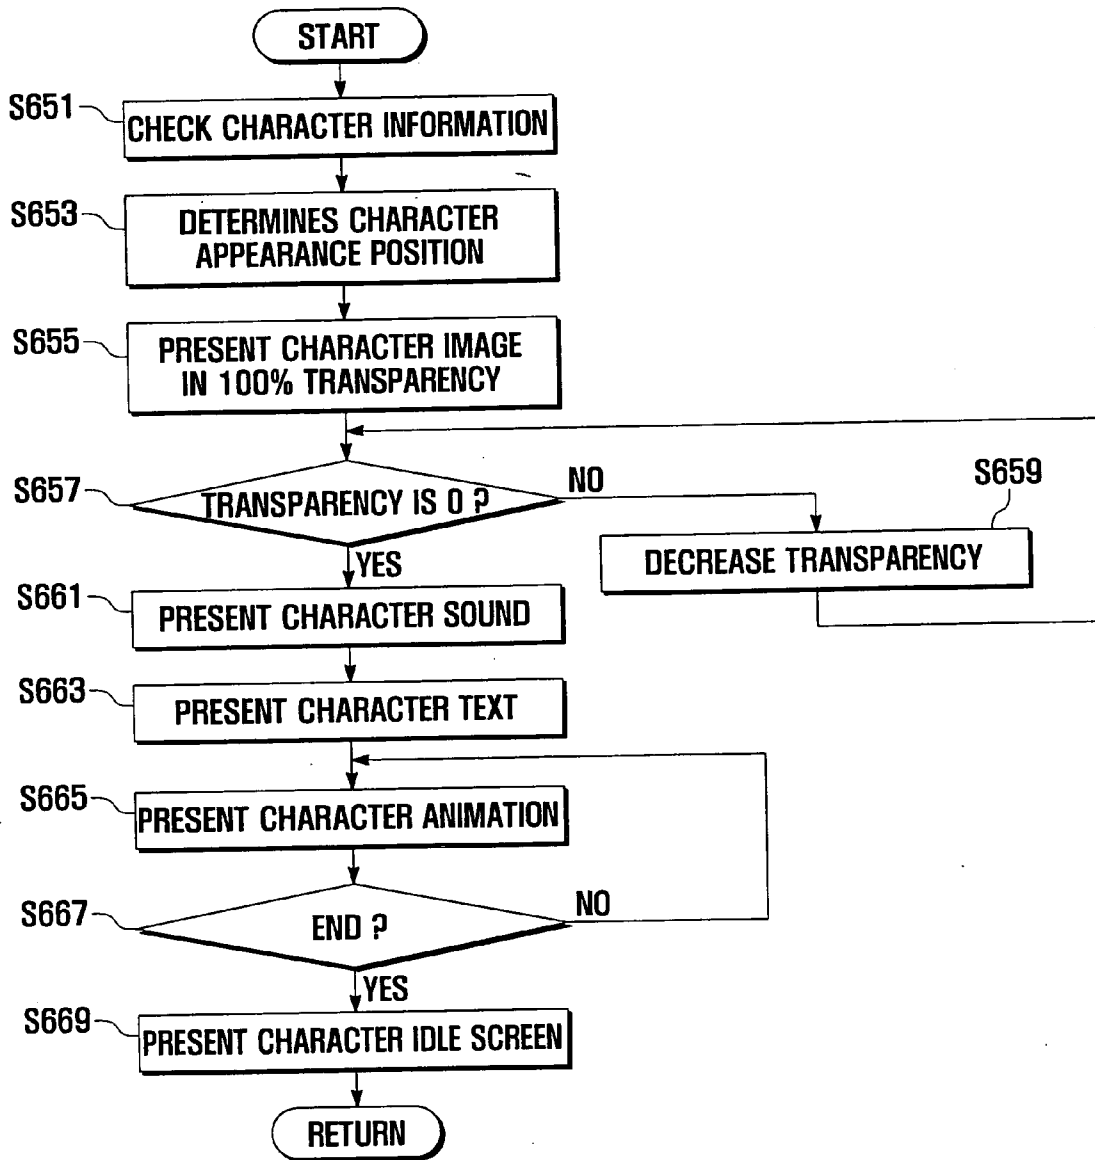 START
S651
CHECK CHARACTER INFORMATION
S653
DETERMINES CHARACTER
APPEARANCE POSITION
S655
PRESENT CHARACTER IMAGE
IN 100% TRANSPARENCY
S657
TRANSPARENCY IS 0 ?
NO
S659
DECREASE TRANSPARENCY
YES
S661
PRESENT CHARACTER SOUND
S663
PRESENT CHARACTER TEXT
S665
PRESENT CHARACTER ANIMATION
S667
END ?
NO
YES
S669
PRESENT CHARACTER IDLE SCREEN
RETURN